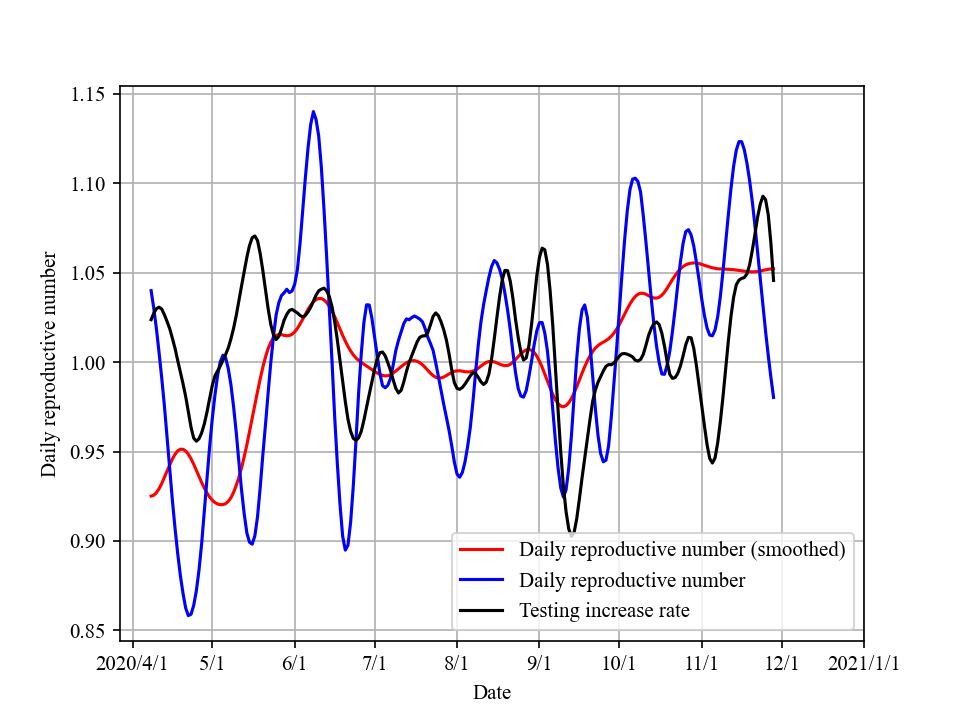 1.15
1.10
1.05
1.00
0.95
0.90
0.85
Daily reproductive number
Daily reproductive number (smoothed)
Daily reproductive number
Testing increase rate
2020/4/1 5/1 6/1 7/1 8/1 9/1 10/1 11/1 12/1 2021/1/1
Date